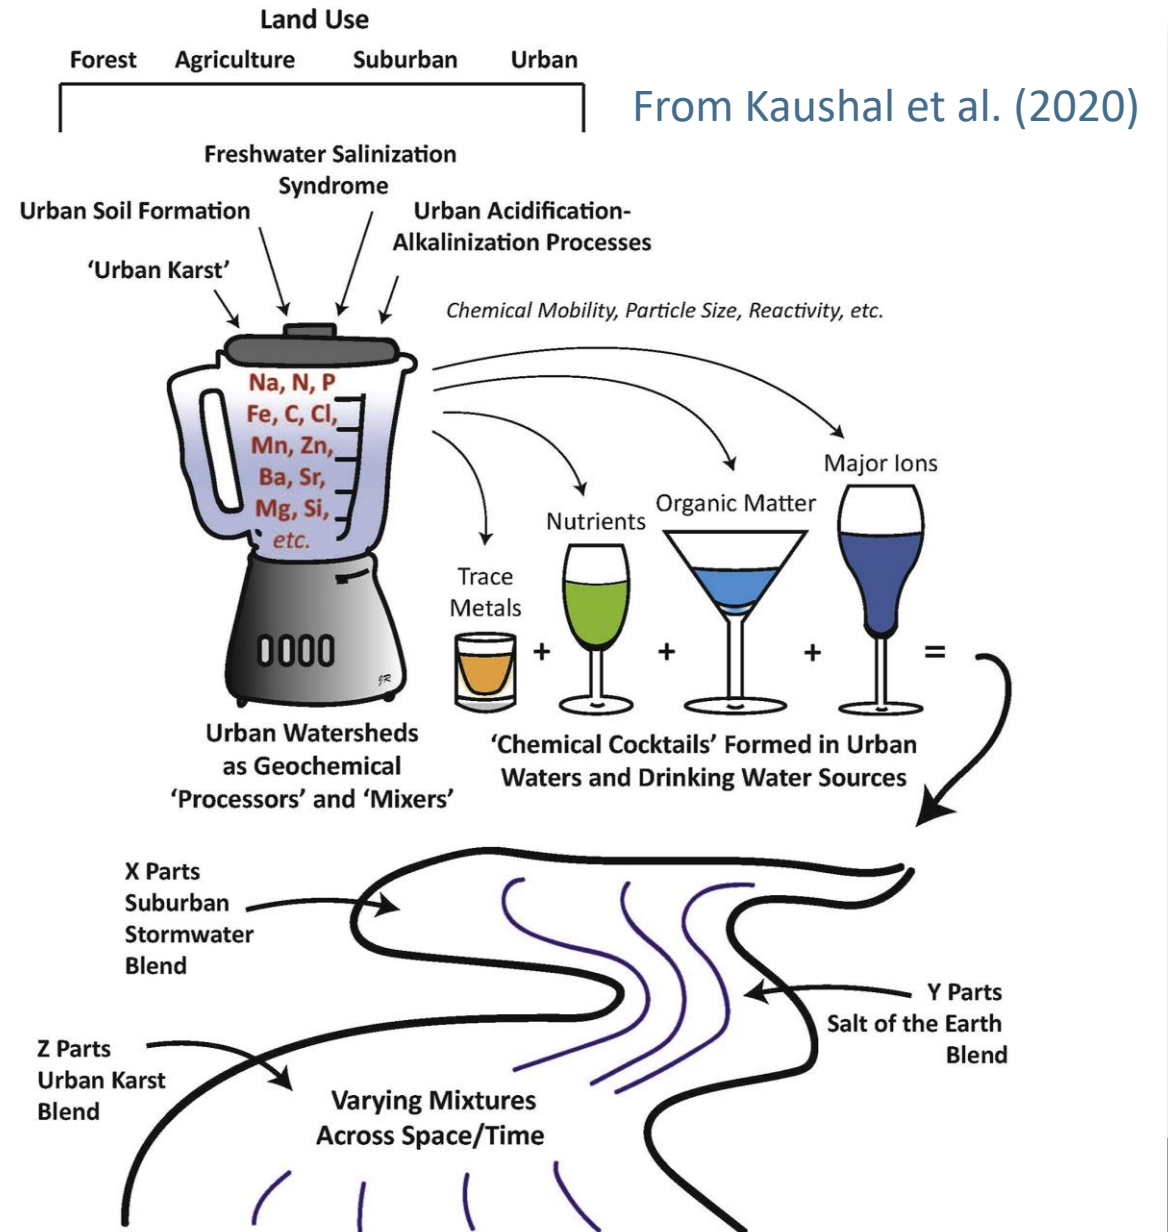 Land Use
Forest Agriculture Suburban Urban
From Kaushal et al. (2020)
Freshwater Salinization
Syndrome
Urban Soil Formation
Urban Acidification-
Alkalinization Processes
‘Urban Karst’
Chemical Mobility, Particle Size, Reactivity, etc.
Na, N, P
Fe, C, Cl,
Mn, Zn,
Ba, Sr,
Mg, Si,
etc.
Major Ions
Organic Matter
Nutrients
Trace
Metals
+ + + =
Urban Watersheds
as Geochemical
‘Processors’ and ‘Mixers’
‘Chemical Cocktails’ Formed in Urban
Waters and Drinking Water Sources
X Parts
Suburban
Stormwater
Blend
Y Parts
Salt of the Earth
Blend
Z Parts
Urban Karst
Blend
Varying Mixtures
Across Space/Time